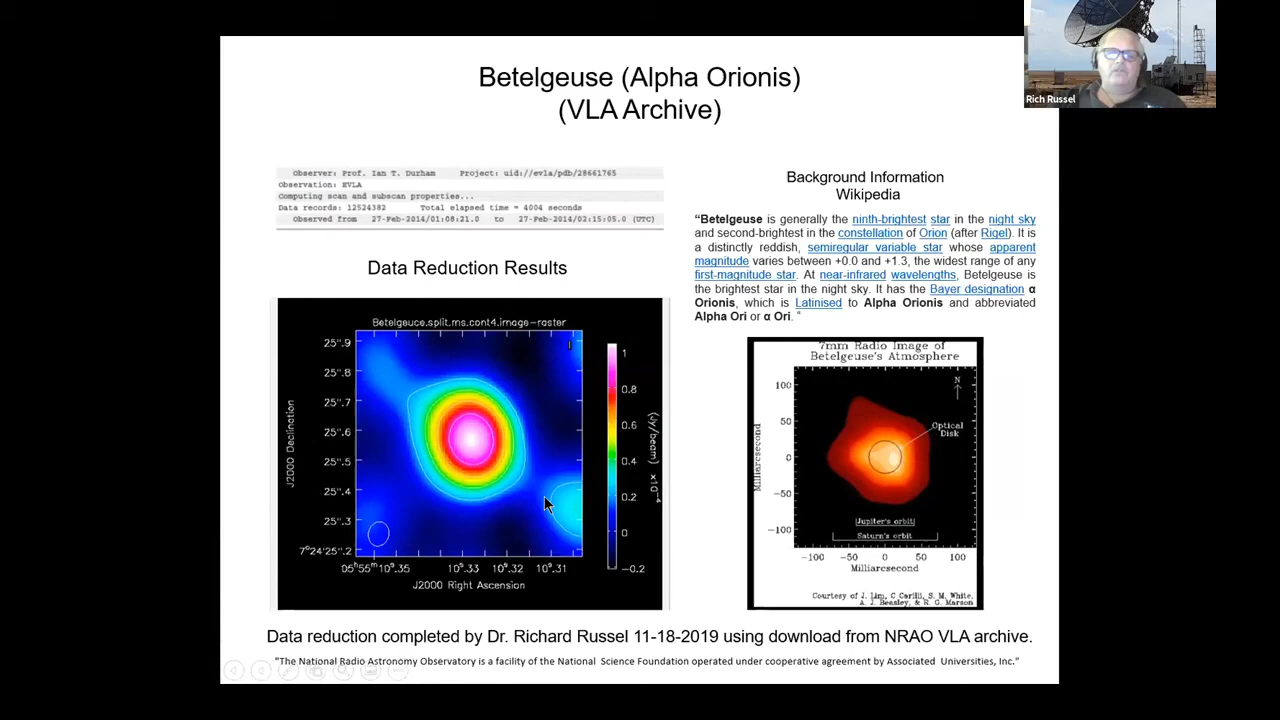 Betelgeuse (Alpha Orionis)
(VLA Archive)
Rich Russel
Observer: Prof. Ian T. Durham Project: uid://evla/pdb/28661765
Observation: EVLA
Computing scan and subscan properties...
Data records: 12524382 Total elapsed time = 4004 seconds
Observed from 27-Feb-2014/01:08:21.0 to 27-Feb-2014/02:15:05.0 (UTC)
Data Reduction Results
Betelgeuce.split.ms.cont4.image-raster
25".9
25".8
25".7
25".6
25".5
25".4
25".3
7°24'25".2
J2000 Declination
05ʰ55ᵐ10ˢ.35
10ˢ.33
10ˢ.32
10ˢ.31
J2000 Right Ascension
1
0.8
0.6
0.4
0.2
0
−0.2
(Jy/beam) x10⁻⁴
Background Information
Wikipedia
“Betelgeuse is generally the ninth-brightest star in the night sky
and second-brightest in the constellation of Orion (after Rigel). It is
a distinctly reddish, semiregular variable star whose apparent
magnitude varies between +0.0 and +1.3, the widest range of any
first-magnitude star. At near-infrared wavelengths, Betelgeuse is
the brightest star in the night sky. It has the Bayer designation α
Orionis, which is Latinised to Alpha Orionis and abbreviated
Alpha Ori or α Ori. “
7mm Radio Image of
Betelgeuse's Atmosphere
100
50
0
−50
−100
Milliarcsecond
N
Optical
Disk
Jupiter's orbit
Saturn's orbit
−100 −50 0 50 100
Milliarcsecond
Courtesy of J. Lim, C Carilli, S. M. White,
A. J. Beasley, & R. G. Marson
Data reduction completed by Dr. Richard Russel 11-18-2019 using download from NRAO VLA archive.
"The National Radio Astronomy Observatory is a facility of the National Science Foundation operated under cooperative agreement by Associated Universities, Inc."